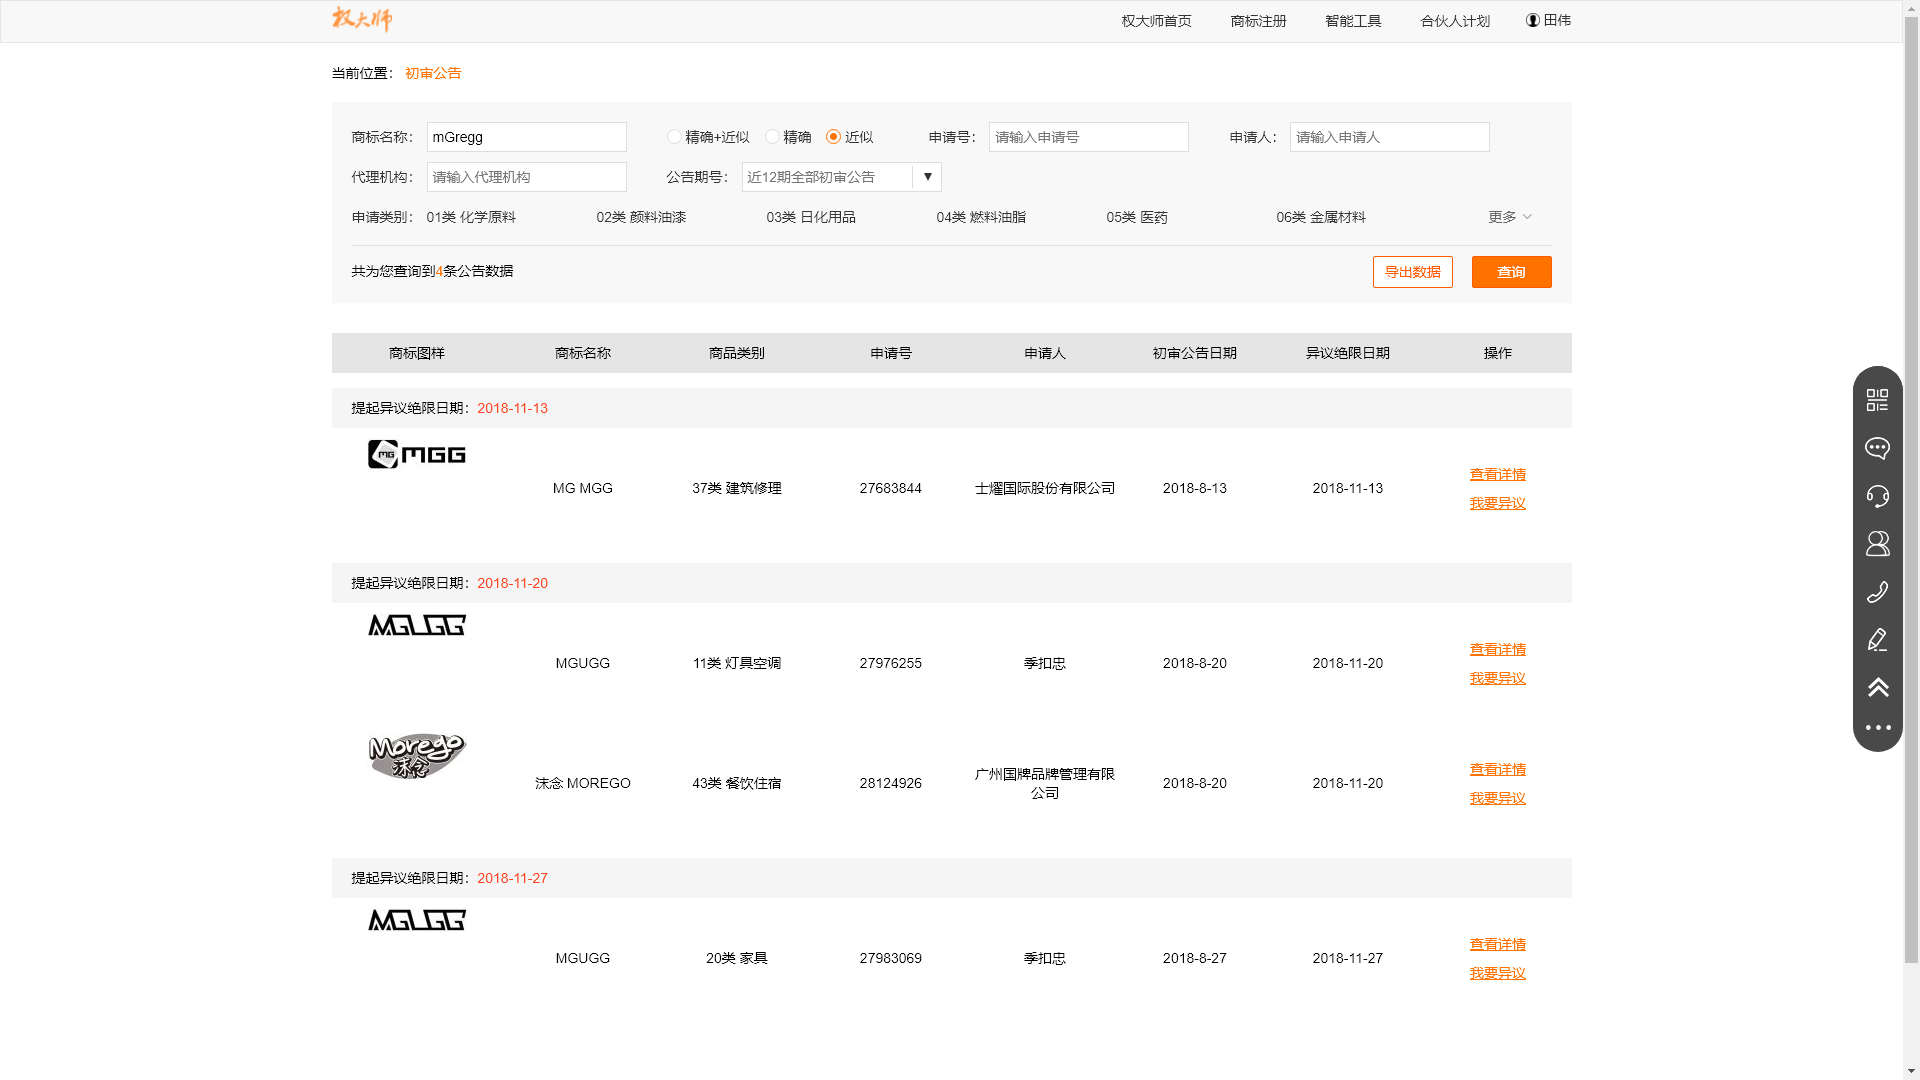 权大师 权大师首页 商标注册 智能工具 合伙人计划 田伟
当前位置： 初审公告
商标名称： mGregg 精确+近似 精确 近似 申请号： 请输入申请号 申请人： 请输入申请人
代理机构： 请输入代理机构 公告期号： 近12期全部初审公告 ▼
申请类别： 01类 化学原料 02类 颜料油漆 03类 日化用品 04类 燃料油脂 05类 医药 06类 金属材料 更多
共为您查询到4条公告数据 导出数据 查询
商标图样 商标名称 商品类别 申请号 申请人 初审公告日期 异议绝限日期 操作
提起异议绝限日期：2018-11-13
MG MGG
MG MGG 37类 建筑修理 27683844 士燿国际股份有限公司 2018-8-13 2018-11-13 查看详情
我要异议
提起异议绝限日期：2018-11-20
MGUGG
MGUGG 11类 灯具空调 27976255 季扣忠 2018-8-20 2018-11-20 查看详情
我要异议
Morego
沫念
沫念 MOREGO 43类 餐饮住宿 28124926 广州国牌品牌管理有限公司 2018-8-20 2018-11-20 查看详情
我要异议
提起异议绝限日期：2018-11-27
MGUGG
MGUGG 20类 家具 27983069 季扣忠 2018-8-27 2018-11-27 查看详情
我要异议